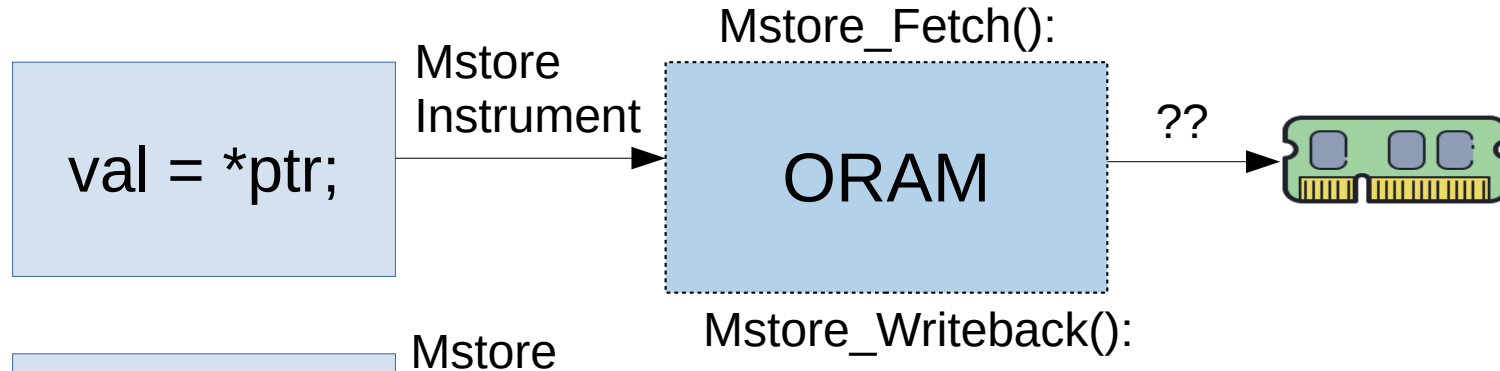 Mstore_Fetch():
Mstore
Instrument
??
val = *ptr;
ORAM
Mstore_Writeback():
Mstore